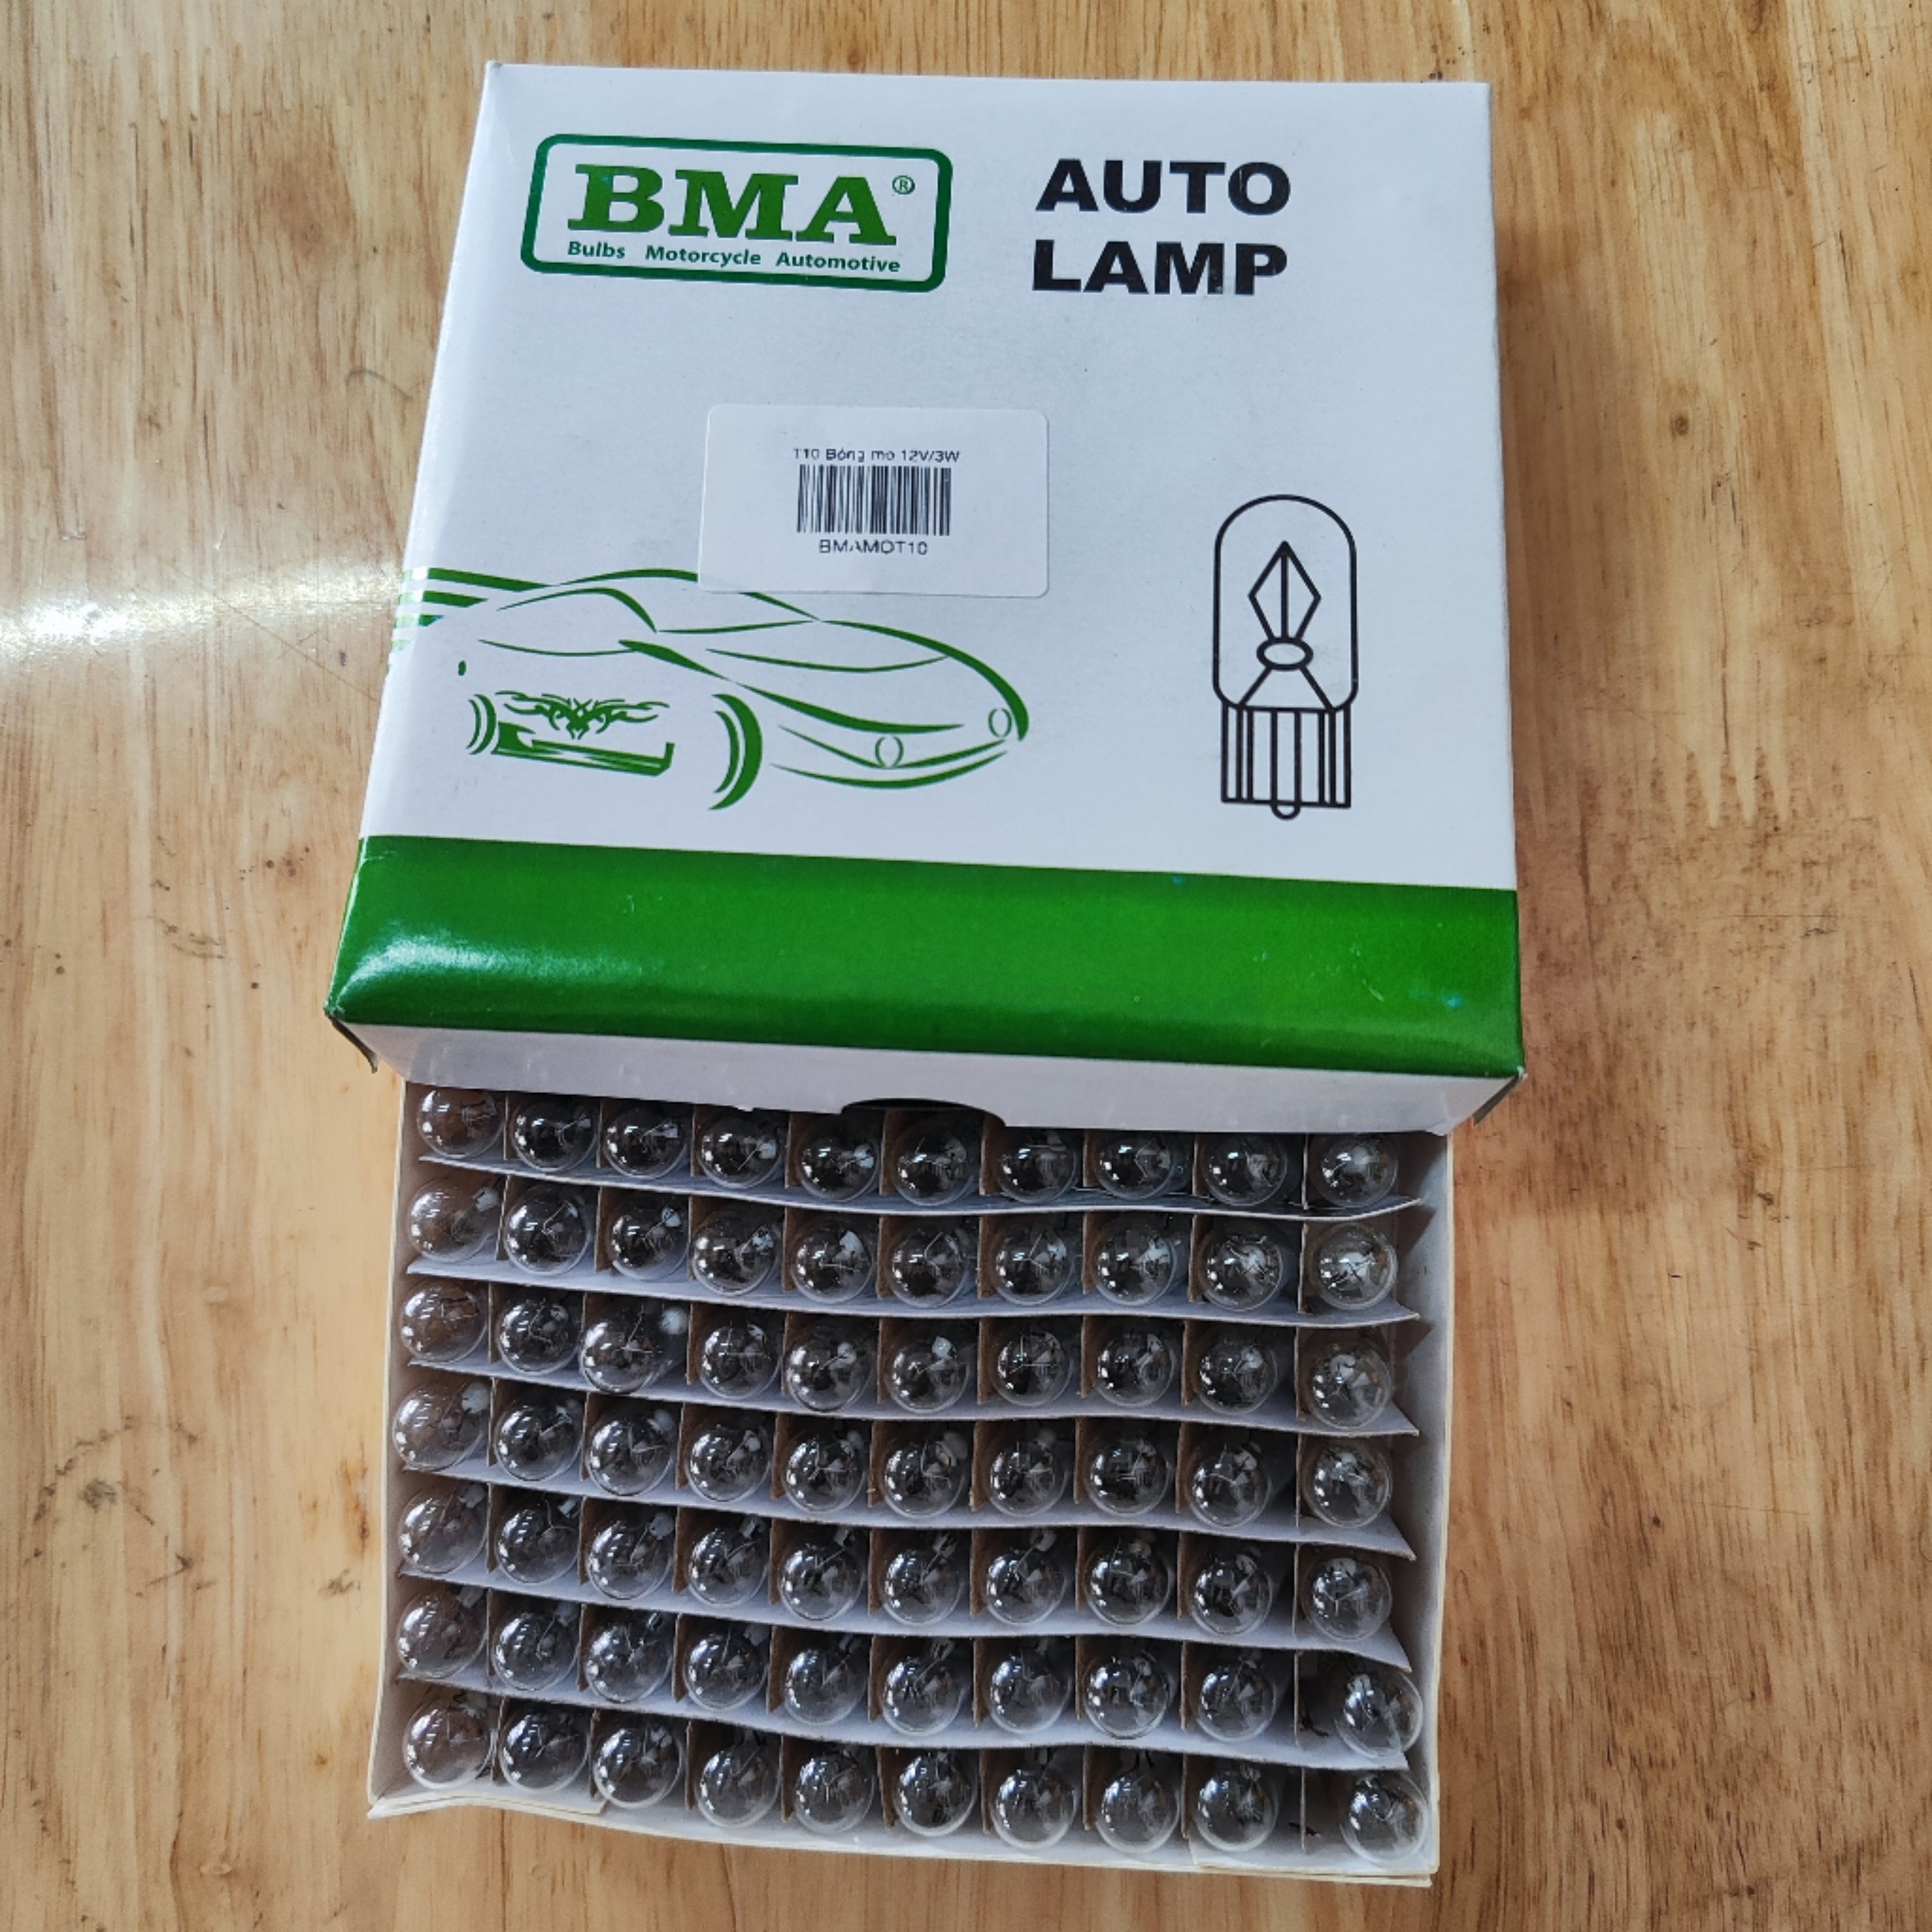 BMA®
Bulbs Motorcycle Automotive
AUTO
LAMP
T10 Bóng mo 12V/3W
BMAMOT10